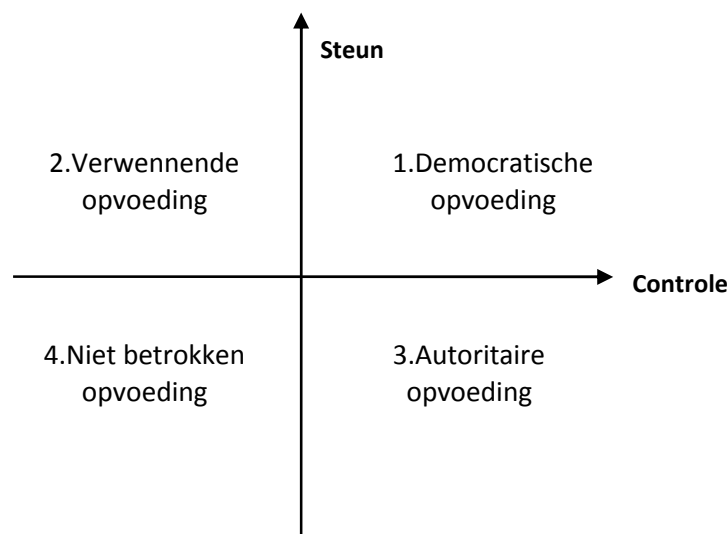 Steun
2.Verwennende
opvoeding
1.Democratische
opvoeding
Controle
4.Niet betrokken
opvoeding
3.Autoritaire
opvoeding